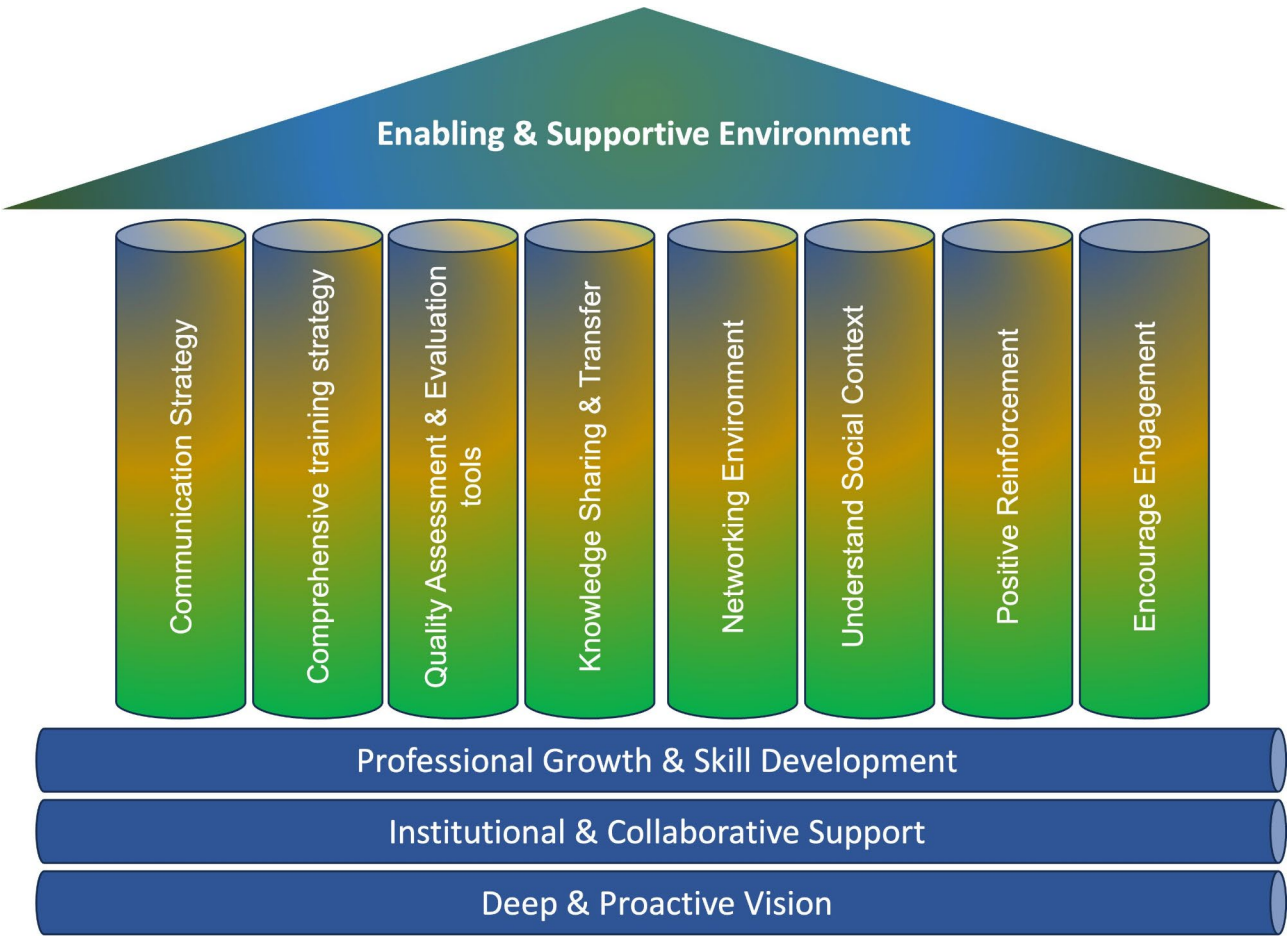 Enabling & Supportive Environment
Communication Strategy
Comprehensive training strategy
Quality Assessment & Evaluation
tools
Knowledge Sharing & Transfer
Networking Environment
Understand Social Context
Positive Reinforcement
Encourage Engagement
Professional Growth & Skill Development
Institutional & Collaborative Support
Deep & Proactive Vision